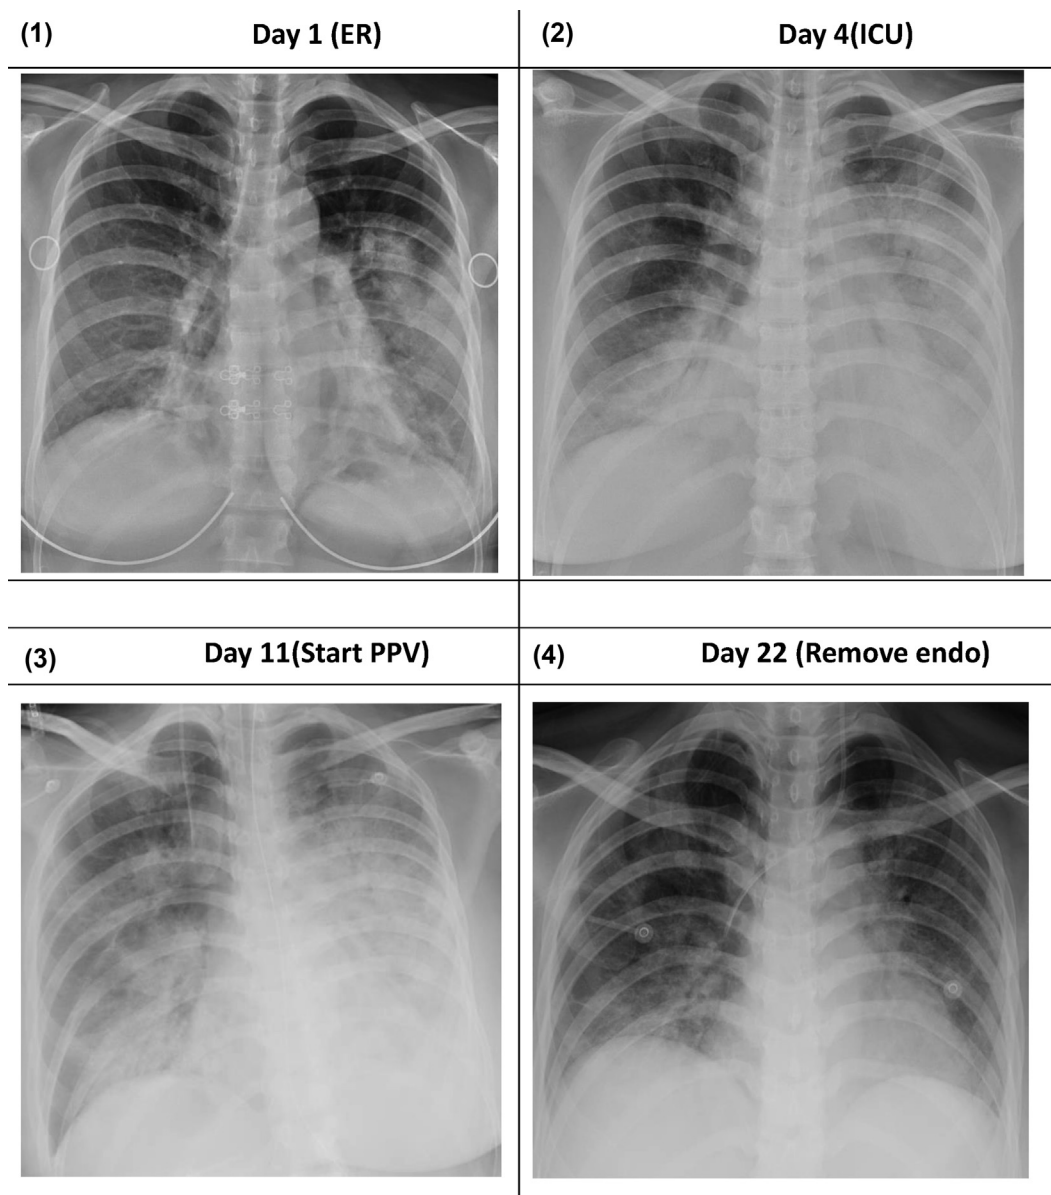 (1) Day 1 (ER)
(2) Day 4(ICU)
(3) Day 11(Start PPV)
(4) Day 22 (Remove endo)